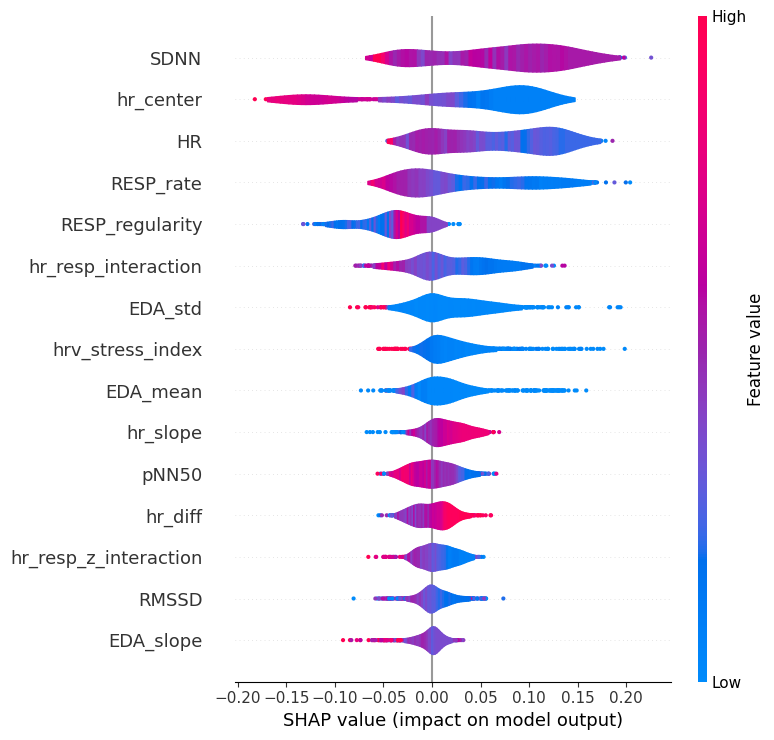 High
SDNN
hr_center
HR
RESP_rate
RESP_regularity
hr_resp_interaction
EDA_std
hrv_stress_index
EDA_mean
hr_slope
pNN50
hr_diff
hr_resp_z_interaction
RMSSD
EDA_slope
Feature value
Low
−0.20 −0.15 −0.10 −0.05 0.00 0.05 0.10 0.15 0.20
SHAP value (impact on model output)